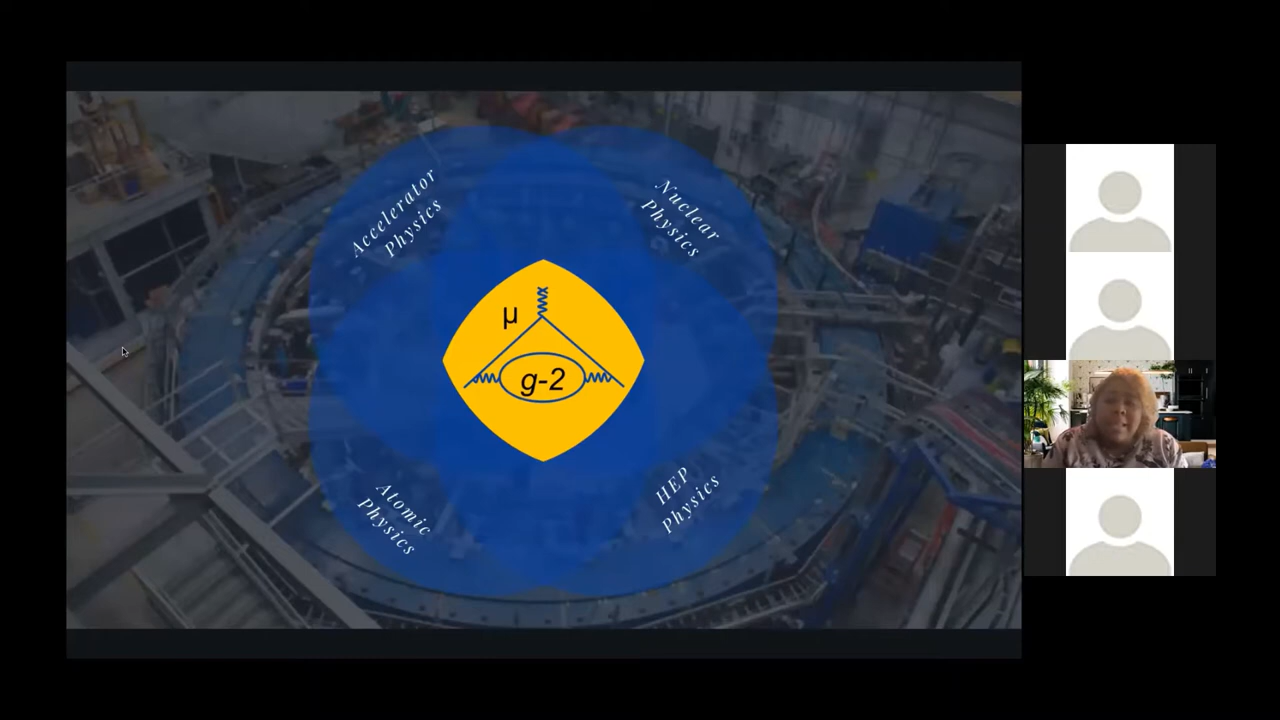 Accelerator
Physics
Nuclear
Physics
μ
g-2
Atomic
Physics
HEP
Physics